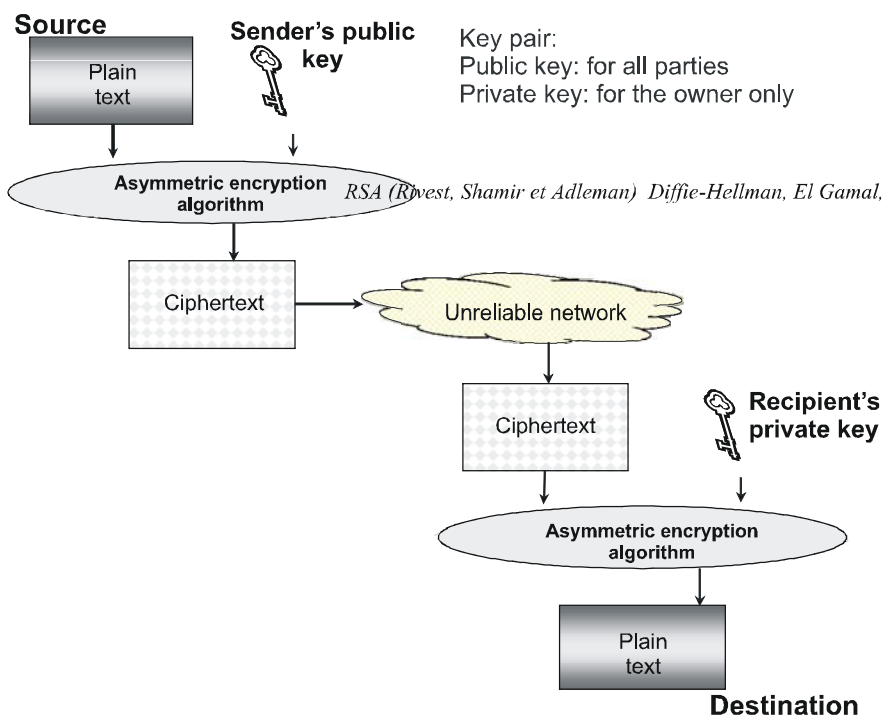 Source
Sender's public
key
Key pair:
Public key: for all parties
Private key: for the owner only
Plain
text
Asymmetric encryption
algorithm
RSA (Rivest, Shamir et Adleman) Diffie-Hellman, El Gamal,
Ciphertext
Unreliable network
Ciphertext
Recipient's
private key
Asymmetric encryption
algorithm
Plain
text
Destination